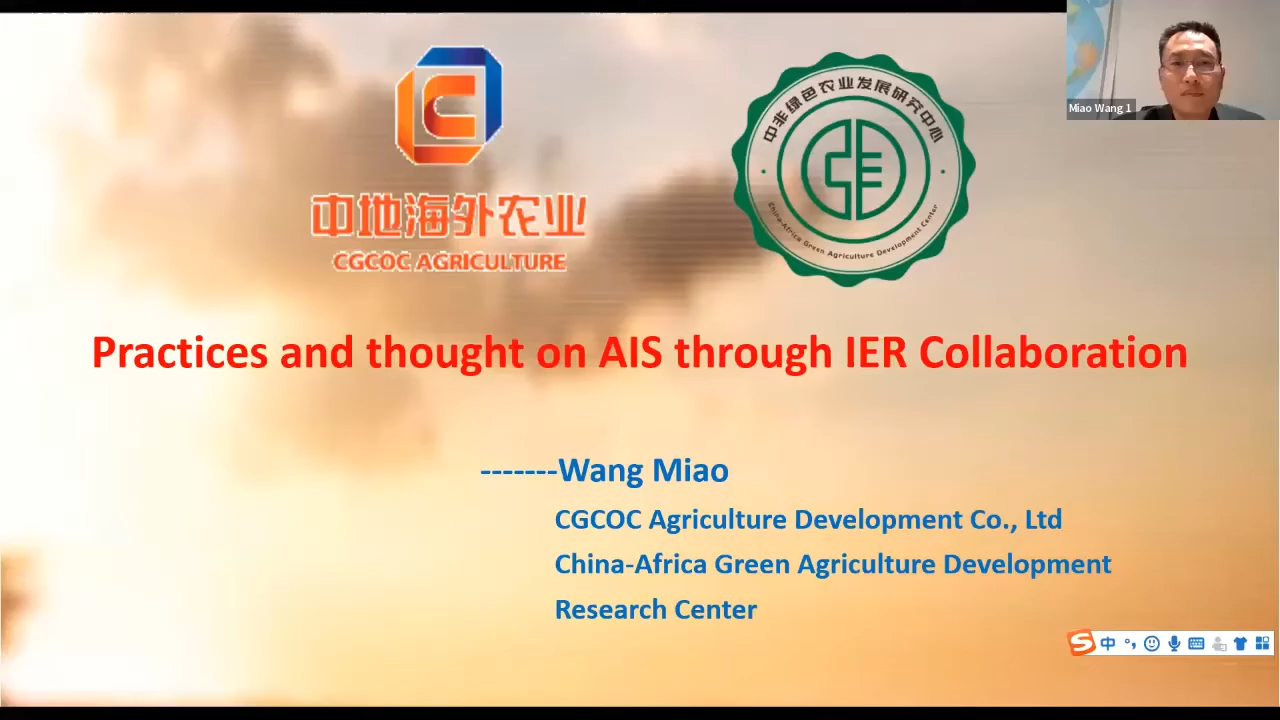 Miao Wang 1
中地海外农业
CGCOC AGRICULTURE
中非绿色农业发展研究中心
China-Africa Green Agriculture Development Center
Practices and thought on AIS through IER Collaboration
-------Wang Miao
CGCOC Agriculture Development Co., Ltd
China-Africa Green Agriculture Development
Research Center
中